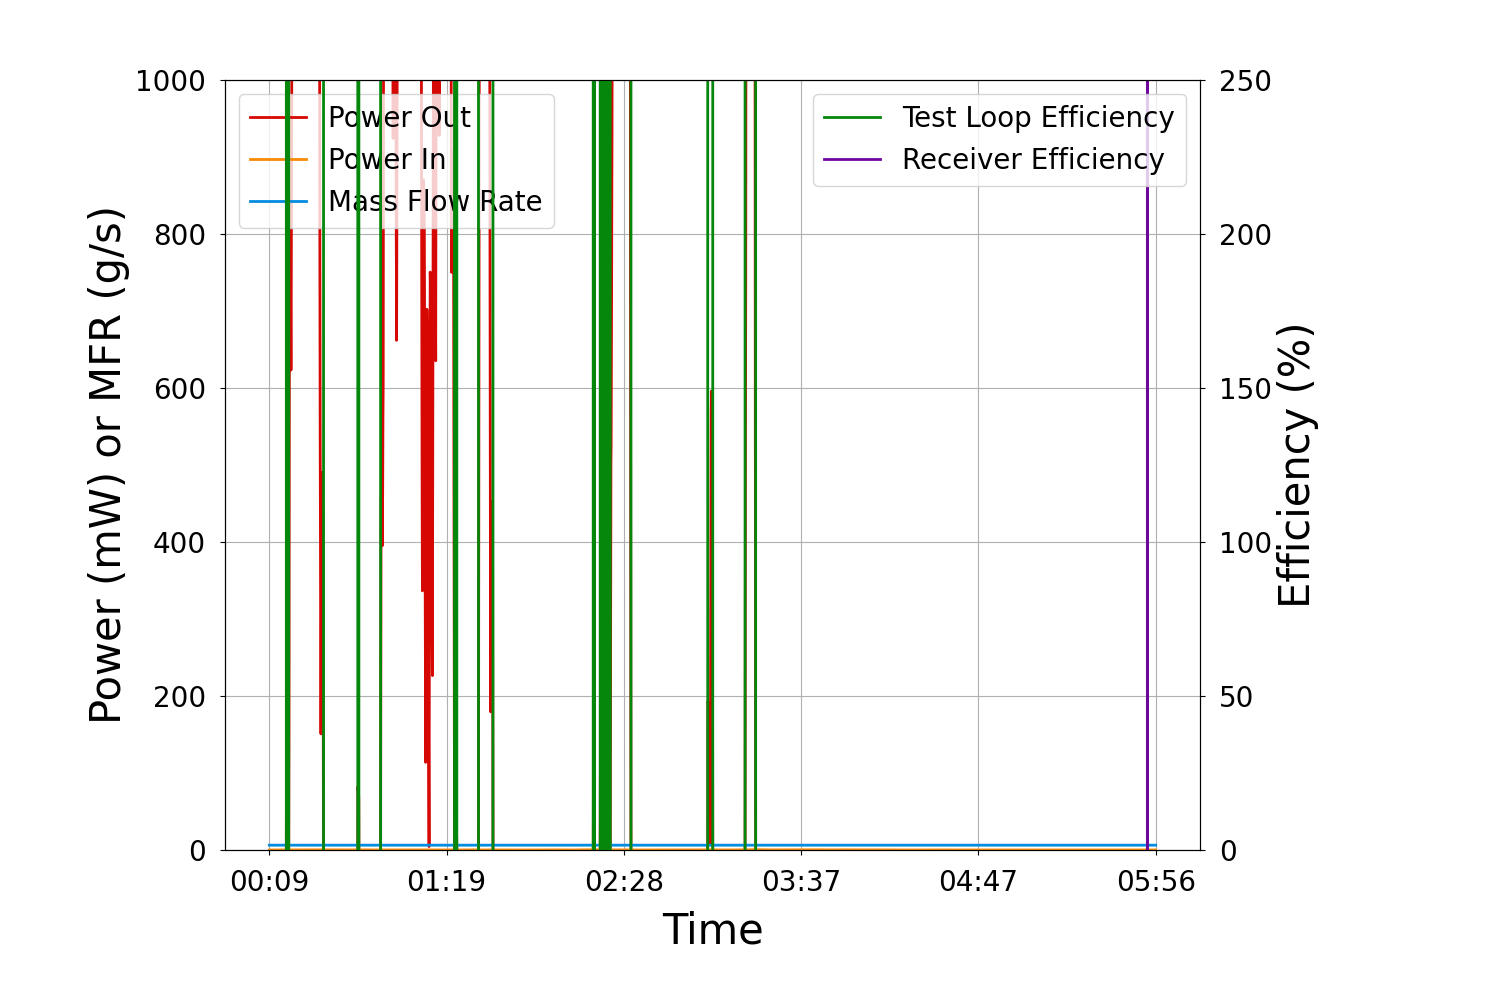 1000
800
600
400
200
0
Power (mW) or MFR (g/s)
Power Out
Power In
Mass Flow Rate
Test Loop Efficiency
Receiver Efficiency
250
200
150
100
50
0
Efficiency (%)
00:09 01:19 02:28 03:37 04:47 05:56
Time